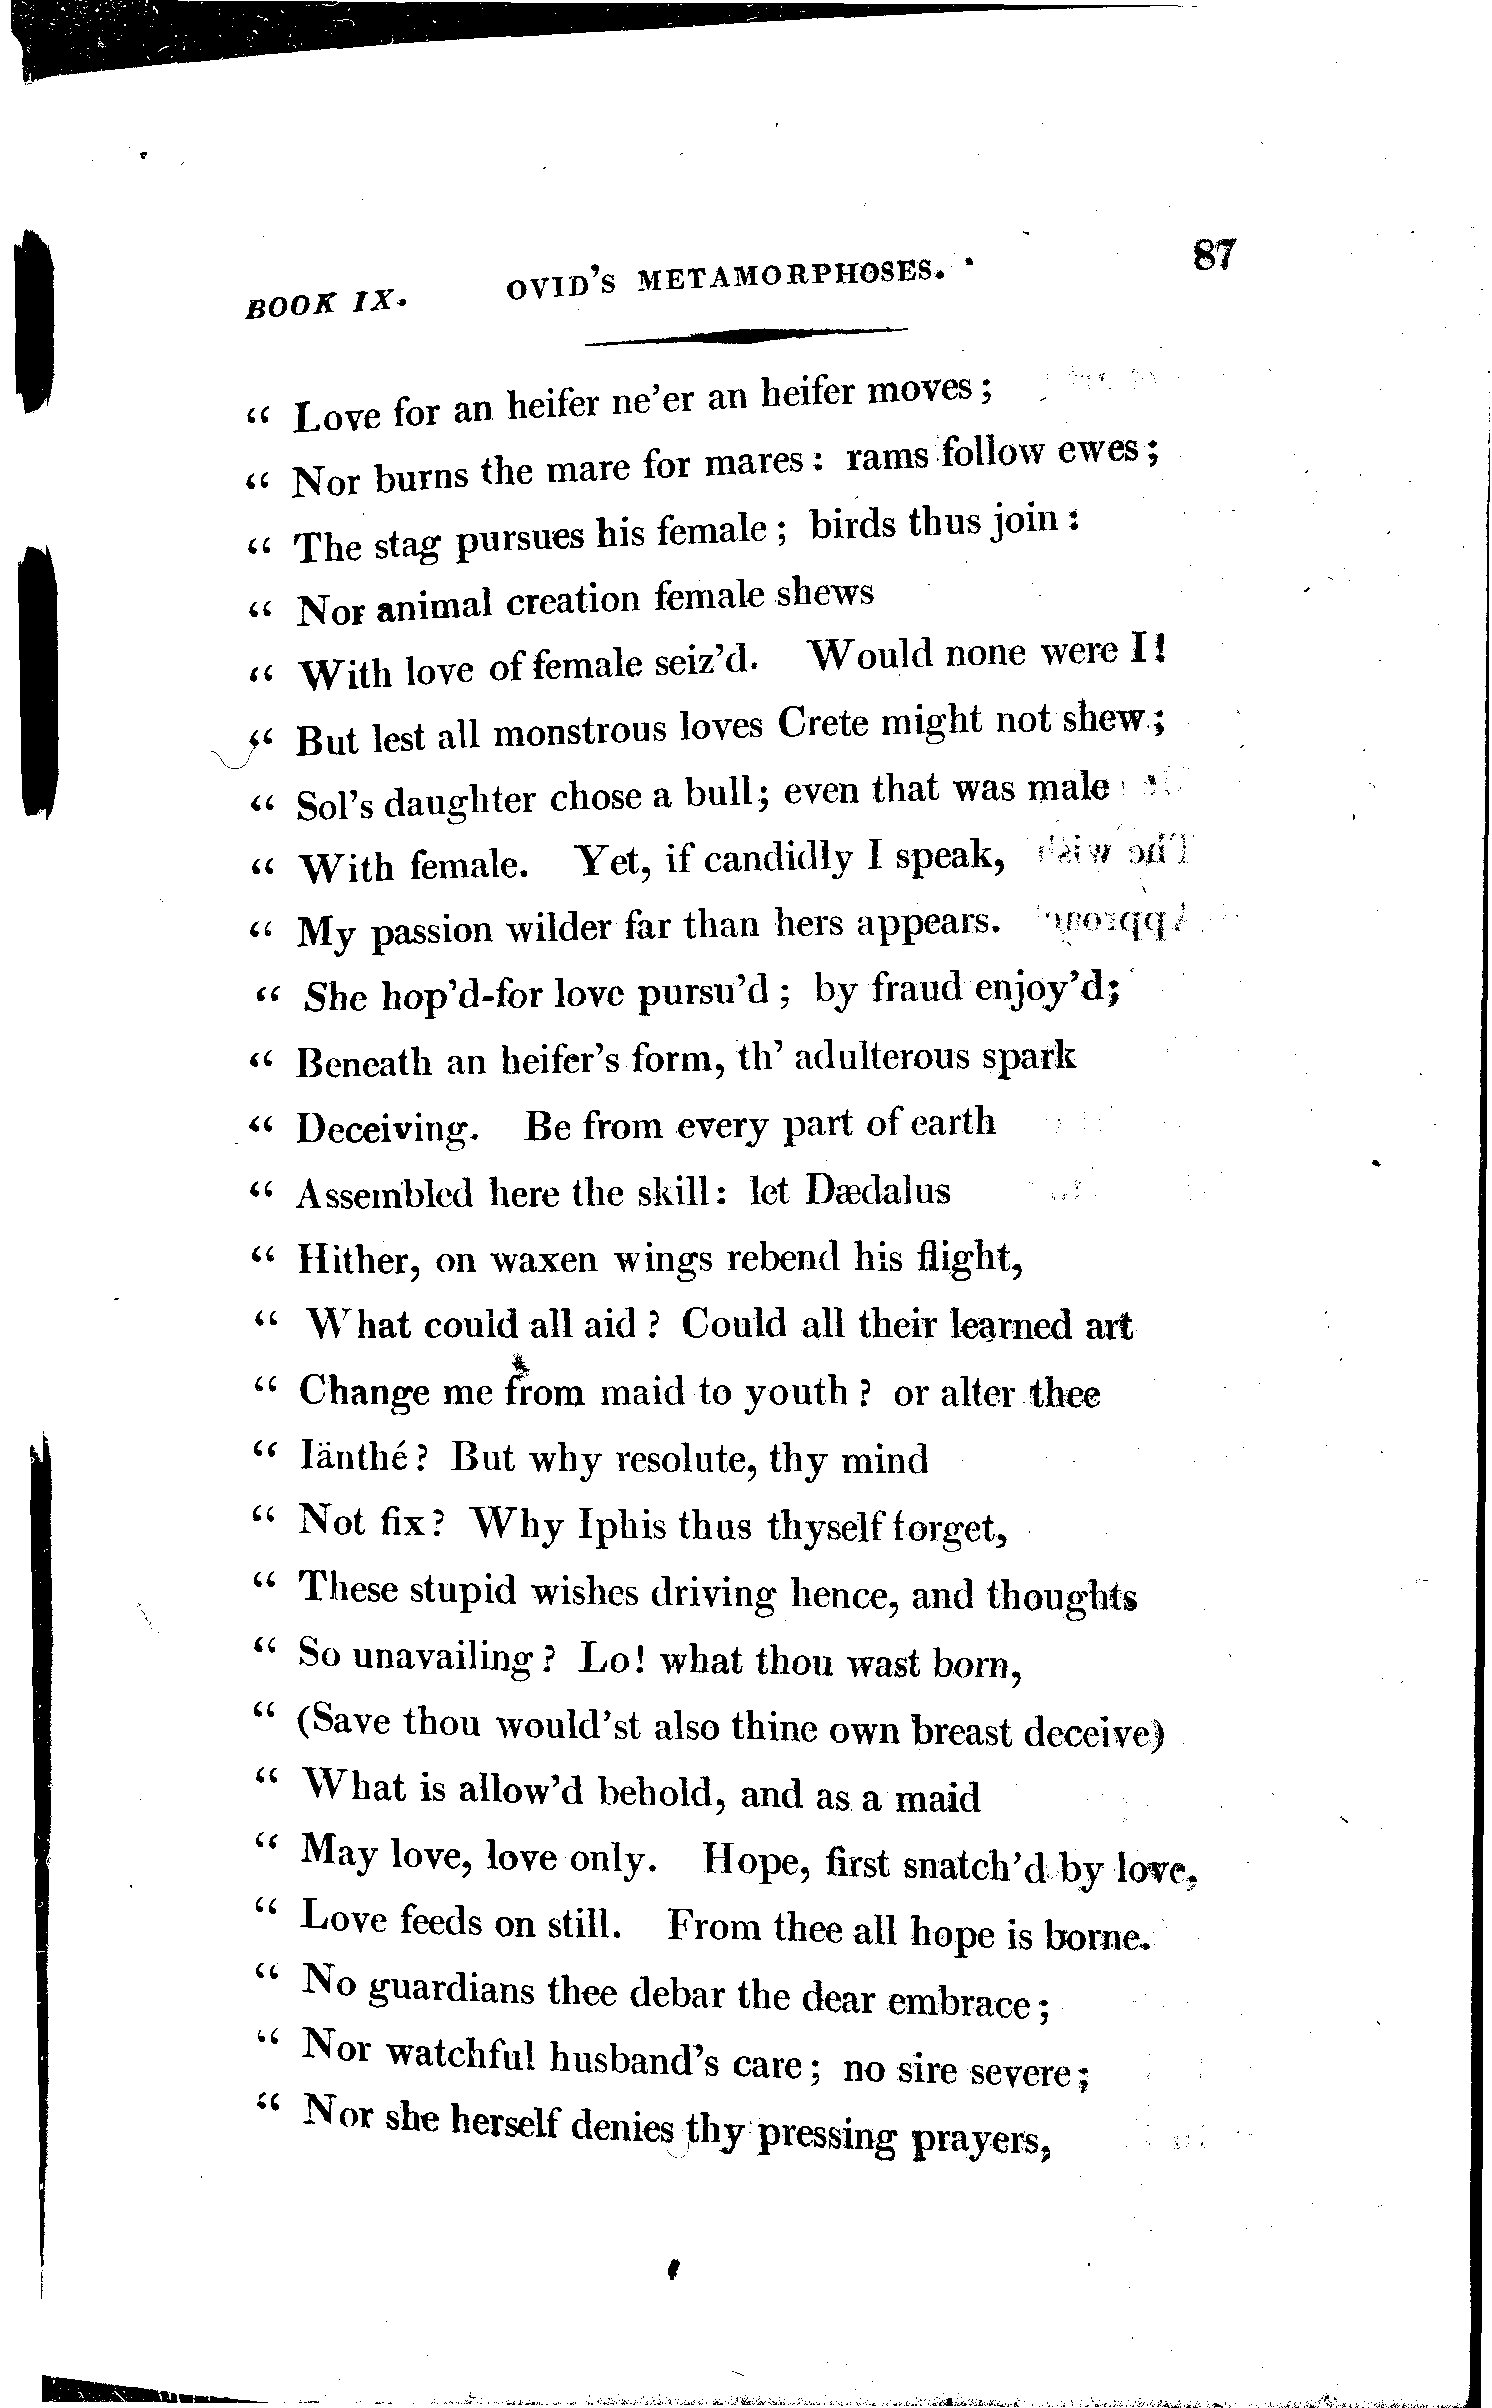 BOOK IX. OVID'S METAMORPHOSES. 87
“ Love for an heifer ne'er an heifer moves ;
“ Nor burns the mare for mares : rams follow ewes ;
“ The stag pursues his female ; birds thus join :
“ Nor animal creation female shews
“ With love of female seiz'd. Would none were I !
“ But lest all monstrous loves Crete might not shew ;
“ Sol's daughter chose a bull ; even that was male
“ With female. Yet, if candidly I speak,
“ My passion wilder far than hers appears.
“ She hop'd-for love pursu'd ; by fraud enjoy'd;
“ Beneath an heifer's form, th' adulterous spark
“ Deceiving. Be from every part of earth
“ Assembled here the skill : let Dædalus
“ Hither, on waxen wings rebend his flight,
“ What could all aid ? Could all their learned art
“ Change me from maid to youth ? or alter thee
“ Iänthé ? But why resolute, thy mind
“ Not fix ? Why Iphis thus thyself forget,
“ These stupid wishes driving hence, and thoughts
“ So unavailing ? Lo ! what thou wast born,
“ (Save thou would'st also thine own breast deceive)
“ What is allow'd behold, and as a maid
“ May love, love only. Hope, first snatch'd by love,
“ Love feeds on still. From thee all hope is borne.
“ No guardians thee debar the dear embrace ;
“ Nor watchful husband's care ; no sire severe ;
“ Nor she herself denies thy pressing prayers,